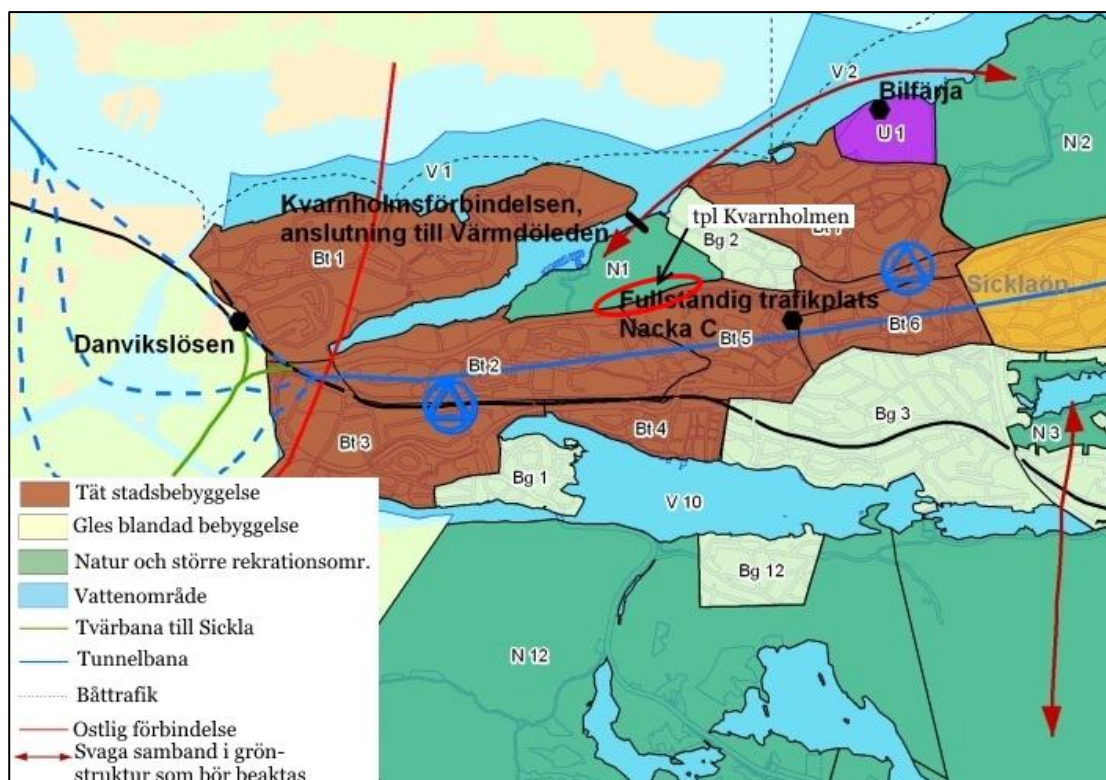 V 2
Bilfärja
U 1
N 2
V 1
Kvarnholmsförbindelsen,
anslutning till Värmdöleden
tpl Kvarnholmen
Bt 1
Bg 2
N1
Fullständig trafikplats
Nacka C
Sicklaön
Danvikslösen
Bt 2
Bt 5
Bt 6
Bt 3
Bt 4
Bg 3
N 3
Bg 1
V 10
Bg 12
N 12
Tät stadsbebyggelse
Gles blandad bebyggelse
Natur och större rekrationsomr.
Vattenområde
Tvärbana till Sickla
Tunnelbana
Båttrafik
Ostlig förbindelse
Svaga samband i grön-
struktur som bör beaktas